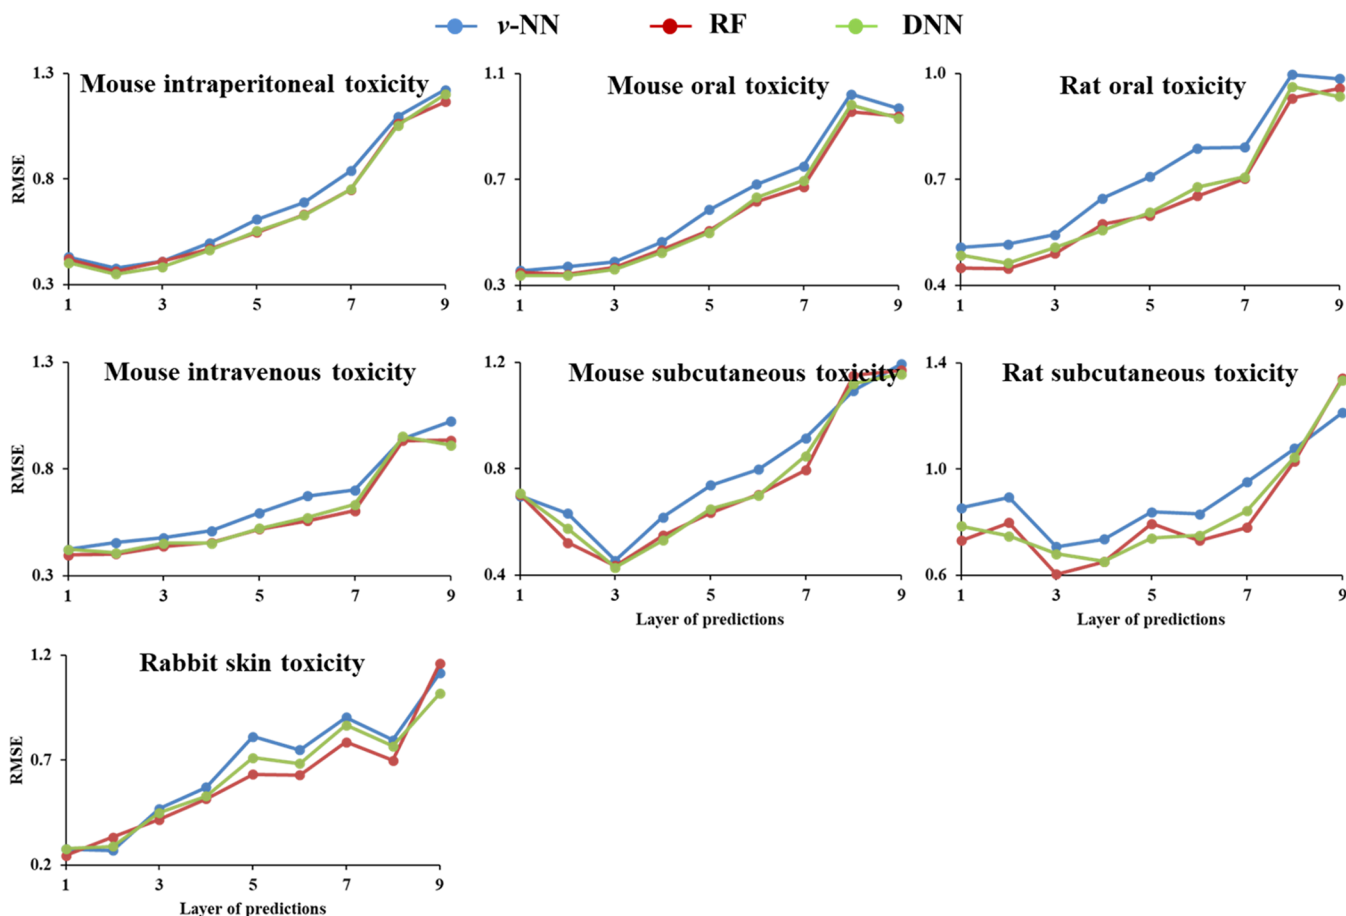 v-NN RF DNN
Mouse intraperitoneal toxicity
RMSE
1.3
0.8
0.3
1 3 5 7 9
Mouse oral toxicity
1.1
0.7
0.3
1 3 5 7 9
Rat oral toxicity
1.0
0.7
0.4
1 3 5 7 9
Mouse intravenous toxicity
RMSE
1.3
0.8
0.3
1 3 5 7 9
Mouse subcutaneous toxicity
1.2
0.8
0.4
1 3 5 7 9
Layer of predictions
Rat subcutaneous toxicity
1.4
1.0
0.6
1 3 5 7 9
Layer of predictions
Rabbit skin toxicity
RMSE
1.2
0.7
0.2
1 3 5 7 9
Layer of predictions